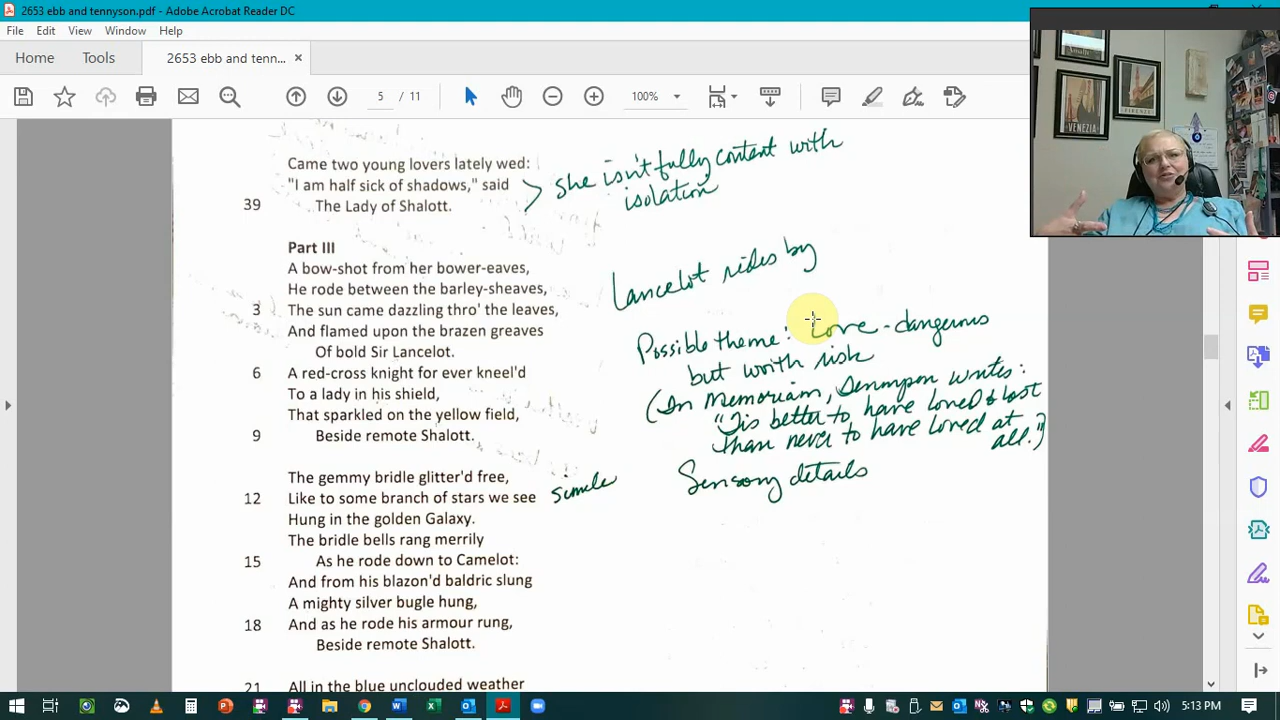 2653 ebb and tennyson.pdf - Adobe Acrobat Reader DC
File Edit View Window Help
Home Tools 2653 ebb and tenn... ×
5 / 11 100%
VENEZIA FIRENZE
Came two young lovers lately wed:
"I am half sick of shadows," said
39 The Lady of Shalott.
she isn't fully content with
isolation
Part III
A bow-shot from her bower-eaves,
He rode between the barley-sheaves,
3 The sun came dazzling thro' the leaves,
And flamed upon the brazen greaves
Of bold Sir Lancelot.
6 A red-cross knight for ever kneel'd
To a lady in his shield,
That sparkled on the yellow field,
9 Beside remote Shalott.
Lancelot rides by
Possible theme: Love - dangerous
but worth risk
(In Memoriam, Tennyson writes:
"Tis better to have loved & lost
than never to have loved at
all.")
The gemmy bridle glitter'd free,
12 Like to some branch of stars we see simile
Hung in the golden Galaxy.
The bridle bells rang merrily
15 As he rode down to Camelot:
And from his blazon'd baldric slung
A mighty silver bugle hung,
18 And as he rode his armour rung,
Beside remote Shalott.
Sensory details
21 All in the blue unclouded weather
5:13 PM